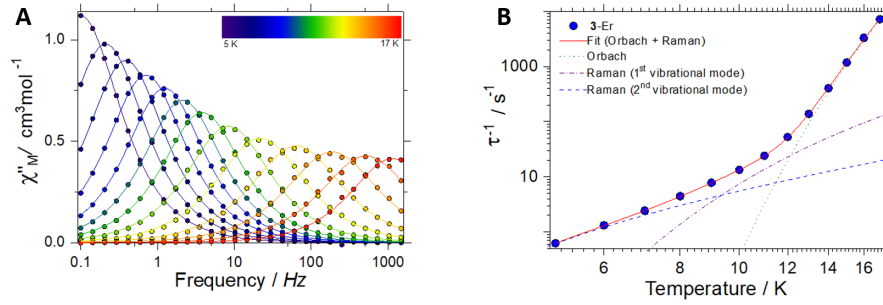 A
χ''M / cm³mol⁻¹
1.0
0.5
0.0
5 K
17 K
0.1
1
10
100
1000
Frequency / Hz
B
τ⁻¹ / s⁻¹
1000
10
3-Er
Fit (Orbach + Raman)
Orbach
Raman (1st vibrational mode)
Raman (2nd vibrational mode)
6
8
10
12
14
16
Temperature / K